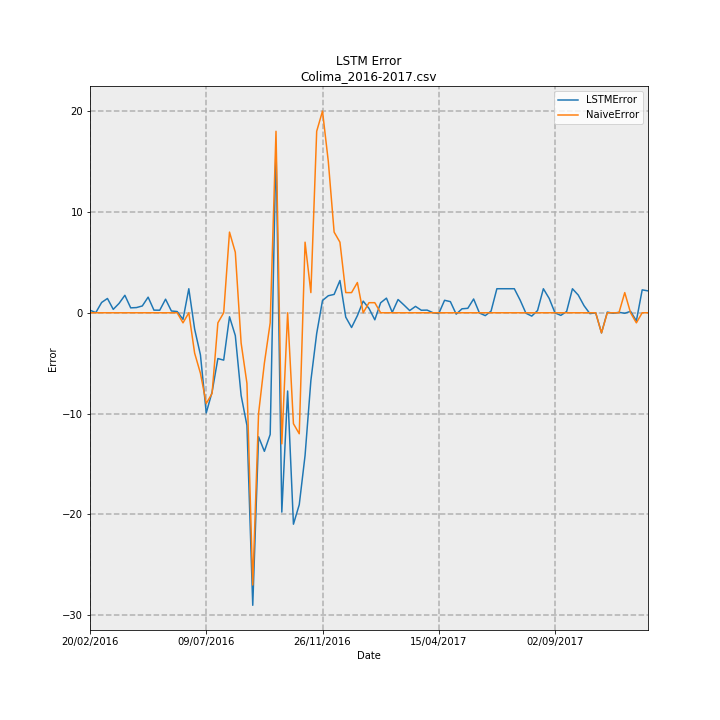 LSTM Error
Colima_2016-2017.csv
LSTMError
NaiveError
20
10
0
−10
−20
−30
Error
20/02/2016
09/07/2016
26/11/2016
15/04/2017
02/09/2017
Date